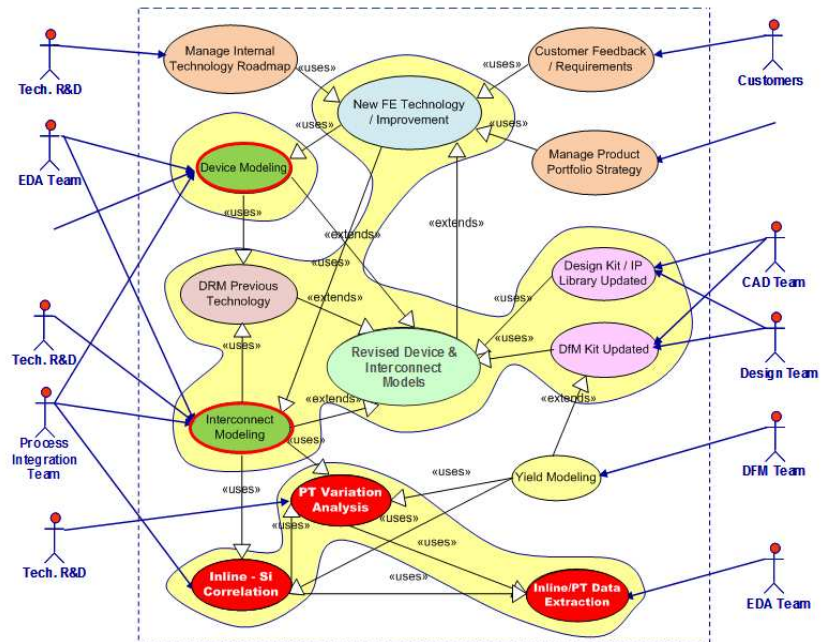 Manage Internal
Technology Roadmap
Customer Feedback
/ Requirements
Tech. R&D
Customers
«uses»
«uses»
New FE Technology
/ Improvement
«uses»
«uses»
EDA Team
Device Modeling
Manage Product
Portfolio Strategy
«uses»
«extends»
«extends»
«uses»
DRM Previous
Technology
Design Kit / IP
Library Updated
CAD Team
«extends»
«uses»
Tech. R&D
«uses»
«uses»
Revised Device &
Interconnect
Models
DfM Kit Updated
Design Team
Interconnect
Modeling
«extends»
«extends»
«uses»
Process
Integration
Team
«uses»
«uses»
Yield Modeling
DFM Team
PT Variation
Analysis
«uses»
«uses»
Tech. R&D
«uses»
Inline - Si
Correlation
«uses»
Inline/PT Data
Extraction
EDA Team